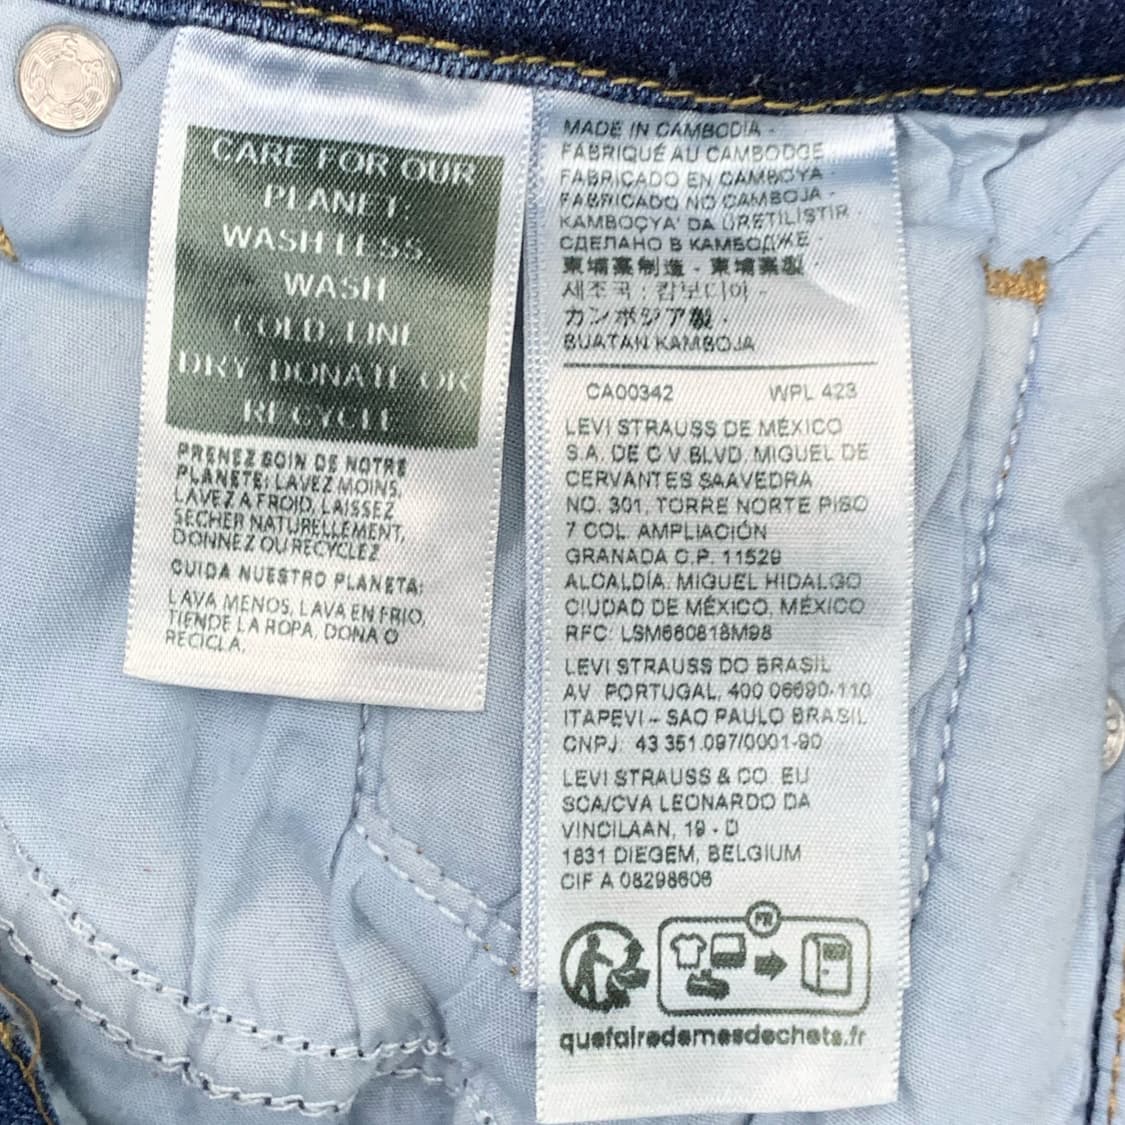 CARE FOR OUR
PLANET:
WASH LESS,
WASH
COLD, LINE
DRY, DONATE OR
RECYCLE
PRENEZ SOIN DE NOTRE
PLANÈTE: LAVEZ MOINS,
LAVEZ A FROID, LAISSEZ
SÉCHER NATURELLEMENT,
DONNEZ OU RECYCLEZ
CUIDA NUESTRO PLANETA:
LAVA MENOS, LAVA EN FRIO,
TIENDE LA ROPA, DONA O
RECICLA.
MADE IN CAMBODIA -
FABRIQUÉ AU CAMBODGE
FABRICADO EN CAMBOYA -
FABRICADO NO CAMBOJA -
KAMBOÇYA' DA ÜRETILİSTİR -
СДЕЛАНО В КАМБОДЖЕ -
柬埔寨制造 - 柬埔寨製
세조국 : 캄보디아 -
カンボジア製 -
BUATAN KAMBOJA
CA00342 WPL 423
LEVI STRAUSS DE MÉXICO
S.A. DE C.V. BLVD. MIGUEL DE
CERVANTES SAAVEDRA
NO. 301, TORRE NORTE PISO
7 COL. AMPLIACIÓN
GRANADA C.P. 11529
ALCALDÍA. MIGUEL HIDALGO
CIUDAD DE MÉXICO, MÉXICO
RFC: LSM660818M98
LEVI STRAUSS DO BRASIL
AV. PORTUGAL, 400 06690-110
ITAPEVI – SAO PAULO BRASIL
CNPJ: 43 351.097/0001-90
LEVI STRAUSS & CO. EU
SCA/CVA LEONARDO DA
VINCILAAN, 19 - D
1831 DIEGEM, BELGIUM
CIF A 08298606
FR
quefairedemesdechets.fr